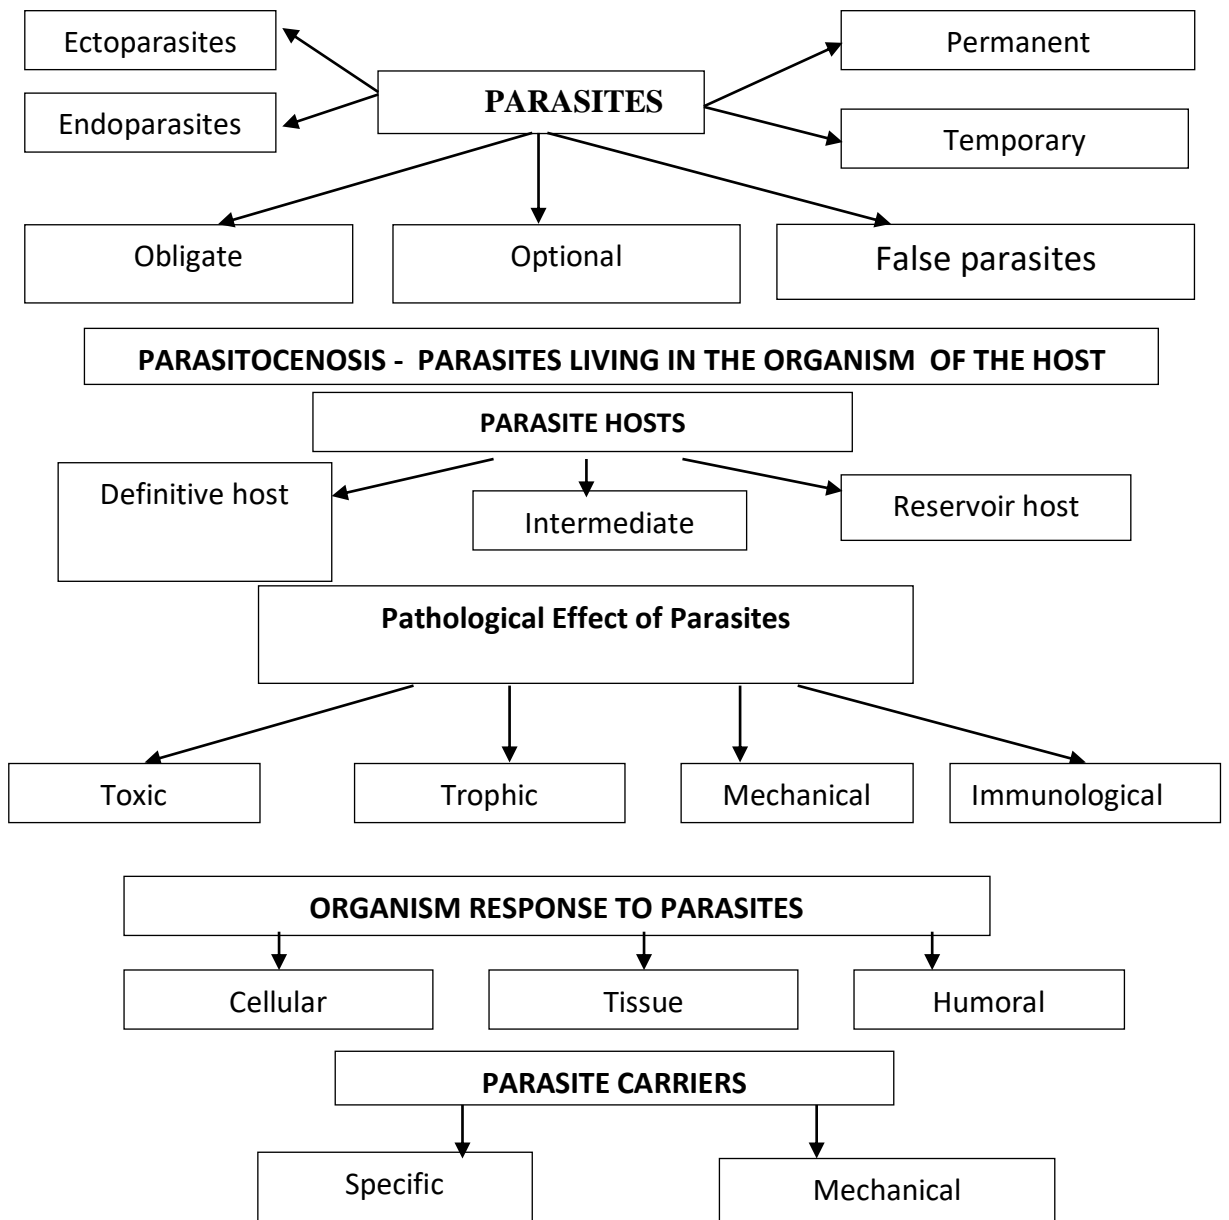 Ectoparasites
Permanent
PARASITES
Endoparasites
Temporary
Obligate
Optional
False parasites
PARASITOCENOSIS - PARASITES LIVING IN THE ORGANISM OF THE HOST
PARASITE HOSTS
Definitive host
Intermediate
Reservoir host
Pathological Effect of Parasites
Toxic
Trophic
Mechanical
Immunological
ORGANISM RESPONSE TO PARASITES
Cellular
Tissue
Humoral
PARASITE CARRIERS
Specific
Mechanical